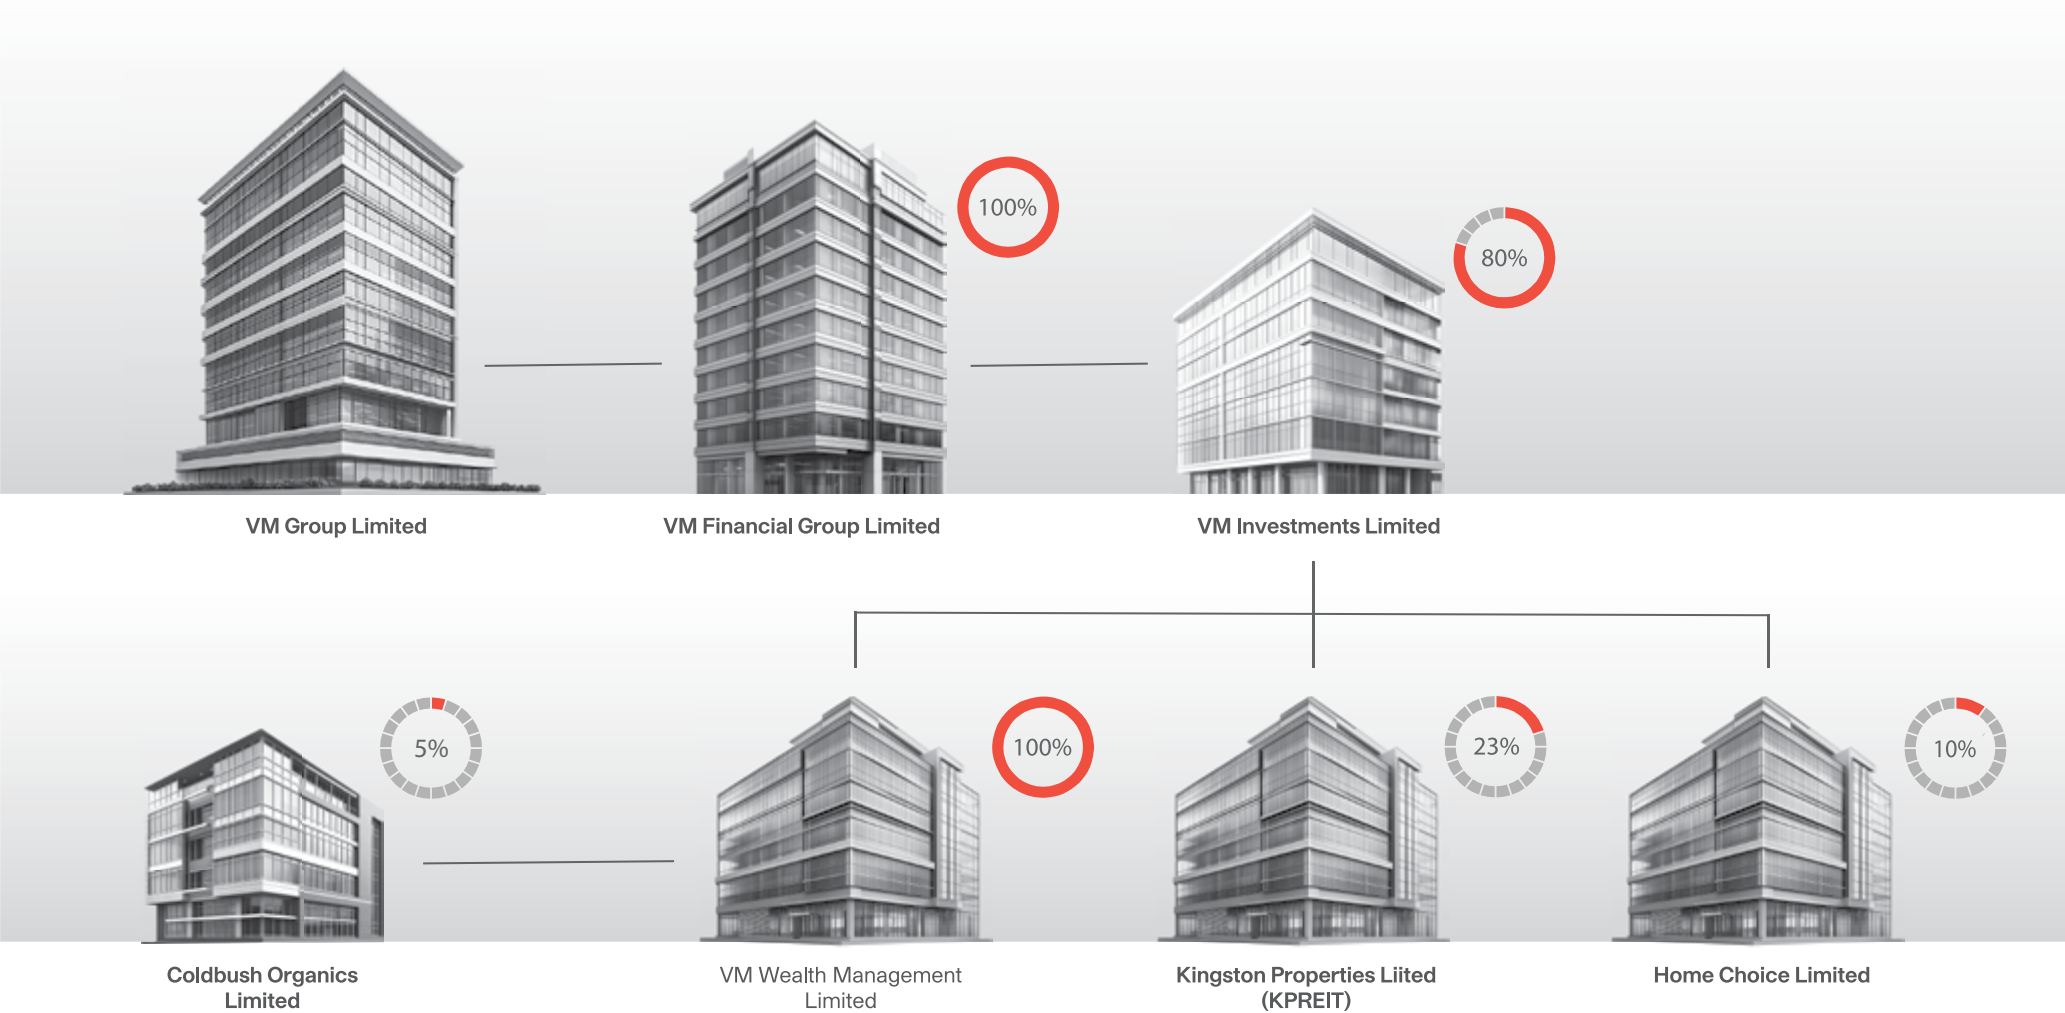 100%
80%
VM Group Limited
VM Financial Group Limited
VM Investments Limited
5%
100%
23%
10%
Coldbush Organics
Limited
VM Wealth Management
Limited
Kingston Properties Liited
(KPREIT)
Home Choice Limited